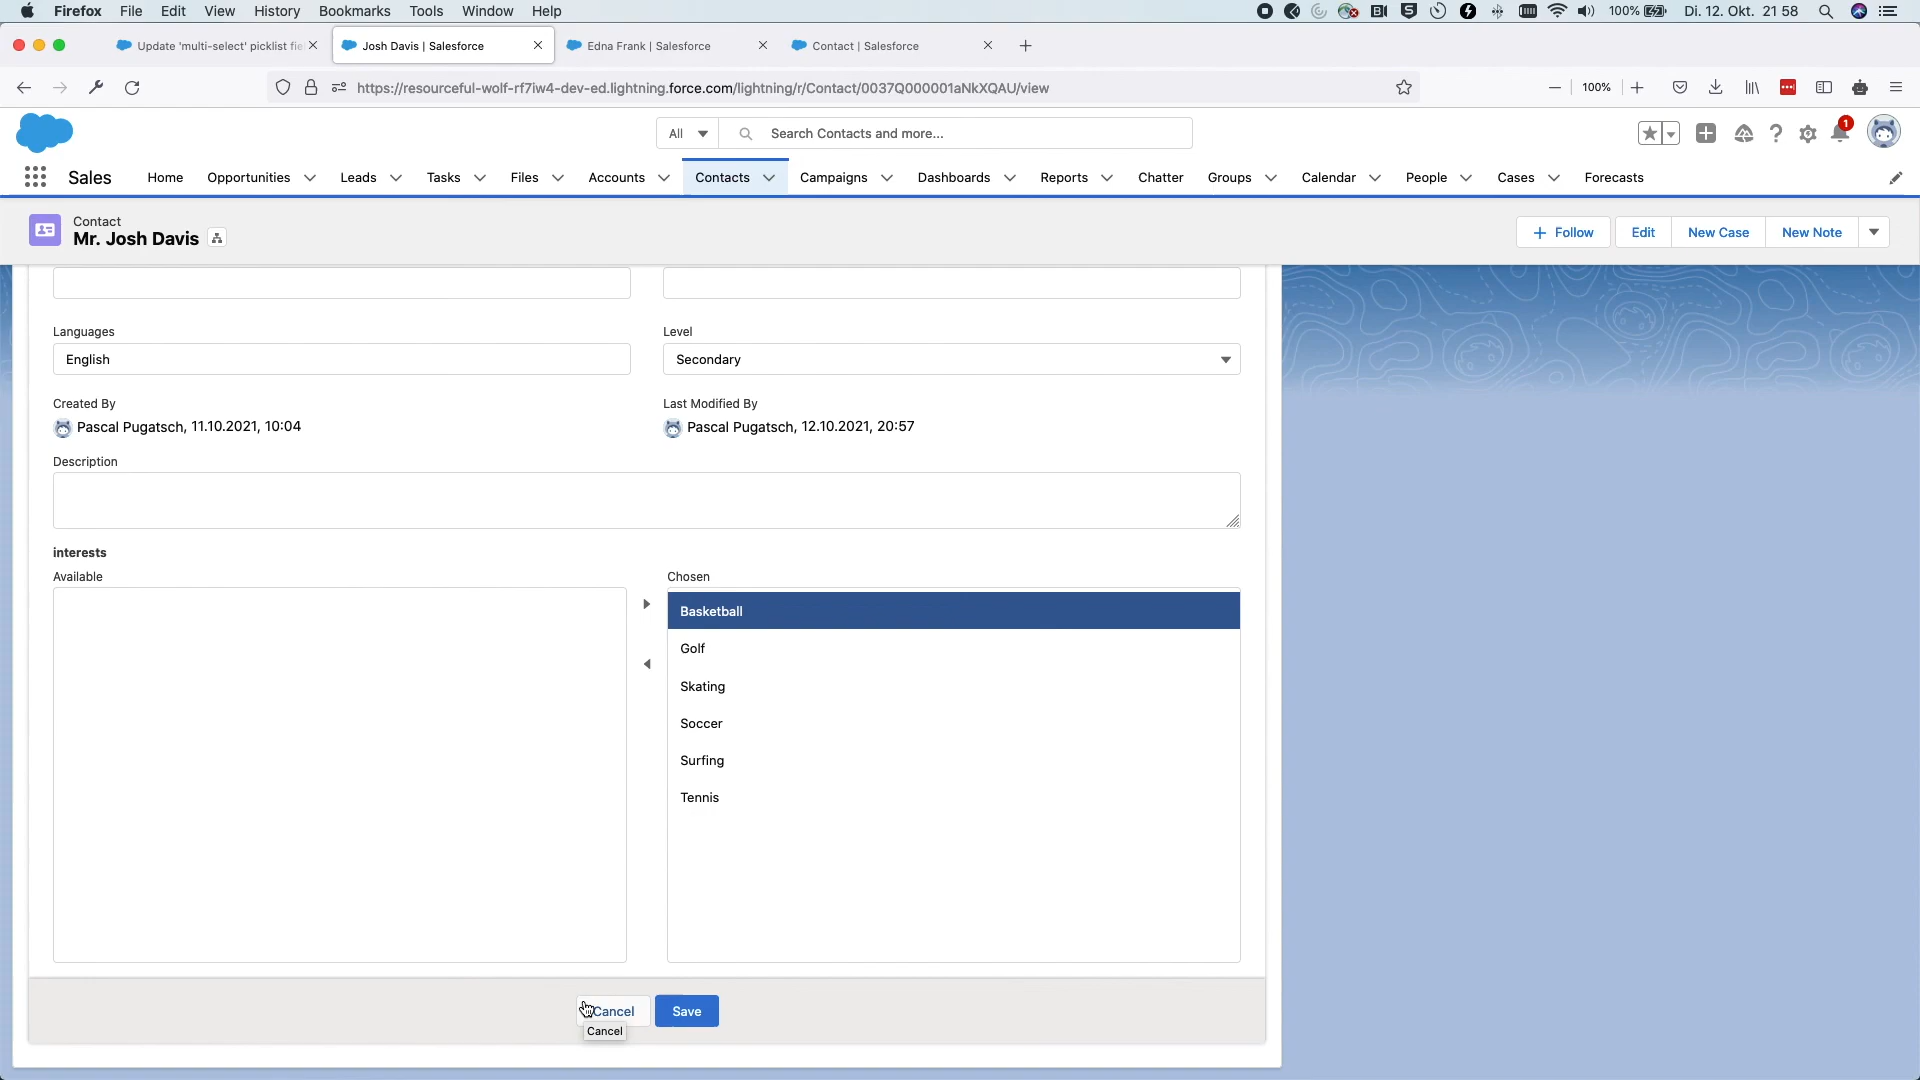 Firefox File Edit View History Bookmarks Tools Window Help 100% Di. 12. Okt. 21 58
Update 'multi-select' picklist fie Josh Davis | Salesforce Edna Frank | Salesforce Contact | Salesforce
https://resourceful-wolf-rf7iw4-dev-ed.lightning.force.com/lightning/r/Contact/0037Q000001aNkXQAU/view 100%
All Search Contacts and more... 1
Sales Home Opportunities Leads Tasks Files Accounts Contacts Campaigns Dashboards Reports Chatter Groups Calendar People Cases Forecasts
Contact
Mr. Josh Davis
Follow Edit New Case New Note
Languages Level
English Secondary
Created By Last Modified By
Pascal Pugatsch, 11.10.2021, 10:04 Pascal Pugatsch, 12.10.2021, 20:57
Description
interests
Available Chosen
Basketball
Golf
Skating
Soccer
Surfing
Tennis
Cancel Save
Cancel